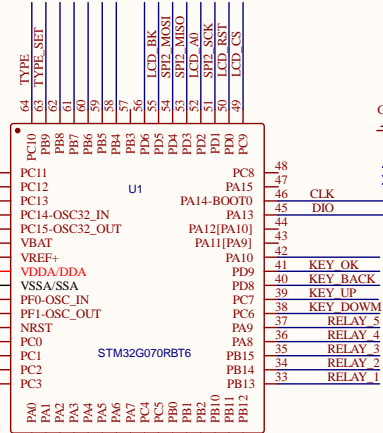 TYPE
TYPE_SET
LCD_BK
SPI2_MOSI
SPI2_MISO
LCD_A0
SPI2_SCK
LCD_RST
LCD_CS
64
63
62
61
60
59
58
57
56
55
54
53
52
51
50
49
PC10
PB9
PB8
PB7
PB6
PB5
PB4
PB3
PD6
PD5
PD4
PD3
PD2
PD1
PD0
PC9
U1
PC11
PC12
PC13
PC14-OSC32_IN
PC15-OSC32_OUT
VBAT
VREF+
VDDA/DDA
VSSA/SSA
PF0-OSC_IN
PF1-OSC_OUT
NRST
PC0
PC1
PC2
PC3
PC8 48
PA15 47
PA14-BOOT0 46 CLK
PA13 45 DIO
PA12[PA10] 44
PA11[PA9] 43
PA10 42
PD9 41 KEY_OK
PD8 40 KEY_BACK
PC7 39 KEY_UP
PC6 38 KEY_DOWM
PA9 37 RELAY_5
PA8 36 RELAY_4
PB15 35 RELAY_3
PB14 34 RELAY_2
PB13 33 RELAY_1
STM32G070RBT6
PA0
PA1
PA2
PA3
PA4
PA5
PA6
PA7
PC4
PC5
PB0
PB1
PB2
PB10
PB11
PB12